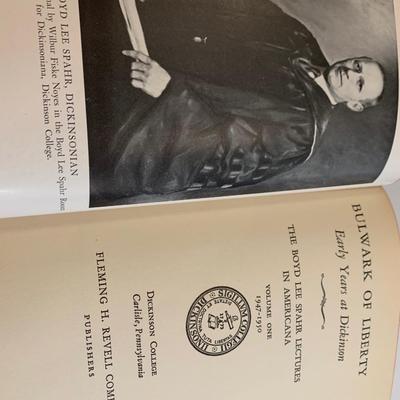 BOYD LEE SPAHR, DICKINSONIAN
by Wilbur Fiske Noyes in the Boyd Lee Spahr
for Dickinsoniana, Dickinson College.
BULWARK OF LIBERTY
Early Years at Dickinson
THE BOYD LEE SPAHR LECTURES
IN AMERICANA
VOLUME ONE
1947-1950
DICKINSON COLLEGE
Carlisle, Pennsylvania
FLEMING H. REVELL
PUBLISHERS